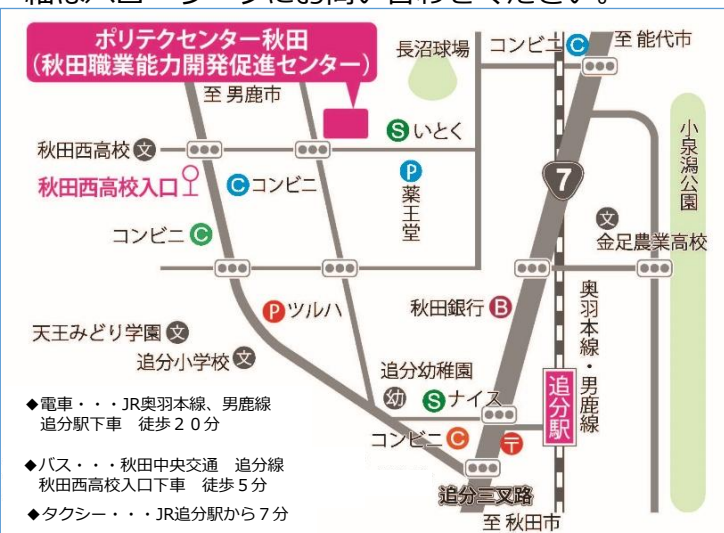 ポリテクセンター秋田
(秋田職業能力開発促進センター)
長沼球場
コンビニ
C
至 能代市
至 男鹿市
秋田西高校
文
S
いとく
秋田西高校入口
C
コンビニ
P
薬王堂
7
小泉潟公園
文
金足農業高校
コンビニ
C
P
ツルハ
秋田銀行
B
奥羽本線・男鹿線
天王みどり学園
文
追分小学校
文
追分幼稚園
幼
S
ナイス
追分駅
コンビニ
C
〒
追分三叉路
至 秋田市
◆電車・・・JR奥羽本線、男鹿線
追分駅下車 徒歩20分
◆バス・・・秋田中央交通 追分線
秋田西高校入口下車 徒歩5分
◆タクシー・・・JR追分駅から7分